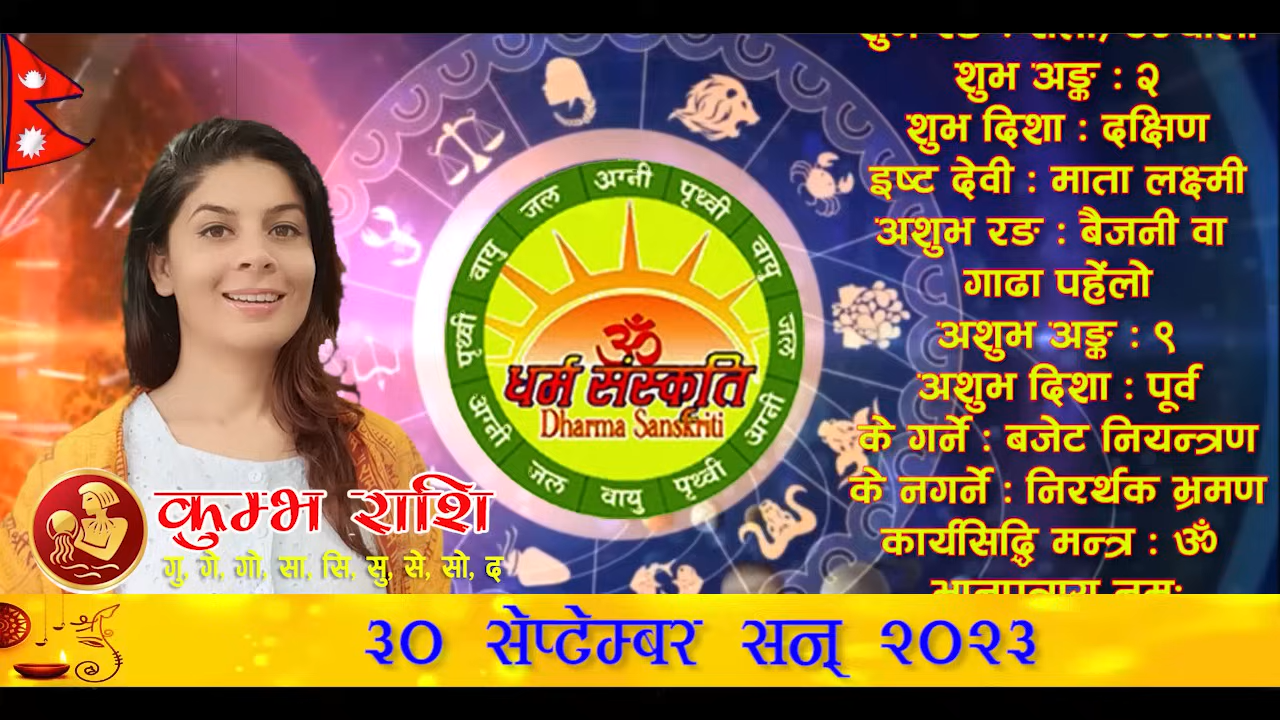 शुभ अङ्क : २
शुभ दिशा : दक्षिण
इष्ट देवी : माता लक्ष्मी
अशुभ रङ : बैजनी वा
गाढा पहेंलो
अशुभ अङ्क : ९
अशुभ दिशा : पूर्व
के गर्ने : बजेट नियन्त्रण
के नगर्ने : निरर्थक भ्रमण
कार्यसिद्धि मन्त्र : ॐ
अग्नी पृथ्वी वायु जल अग्नी पृथ्वी वायु जल अग्नी पृथ्वी वायु जल
ॐ
धर्म संस्कृति
Dharma Sanskriti
कुम्भ राशि
गु, गे, गो, सा, सि, सु, से, सो, द्
श्री
३० सेप्टेम्बर सन् २०२३